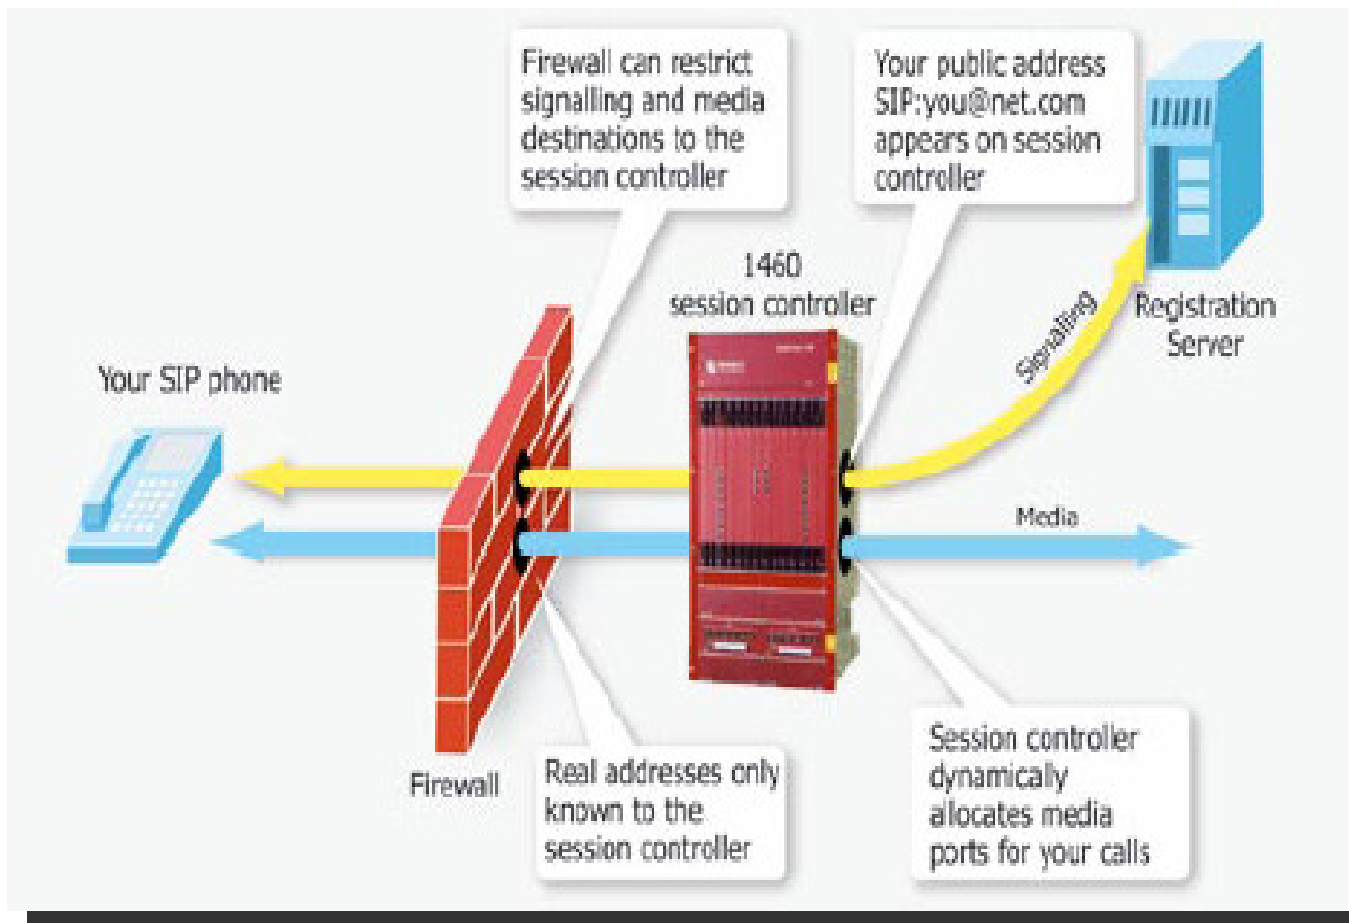 Firewall can restrict
signalling and media
destinations to the
session controller
Your public address
SIP:you@net.com
appears on session
controller
1460
session controller
Registration
Server
Signalling
Your SIP phone
Media
Firewall
Real addresses only
known to the
session controller
Session controller
dynamically
allocates media
ports for your calls